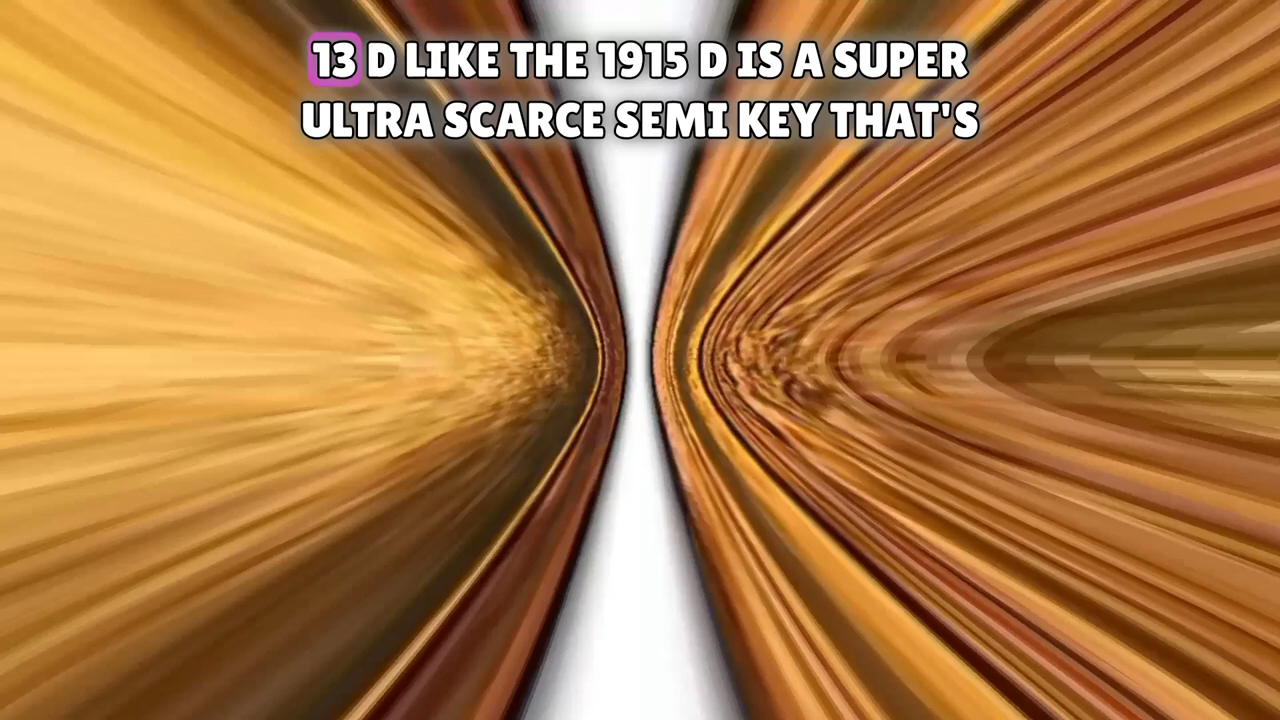 13 D LIKE THE 1915 D IS A SUPER
ULTRA SCARCE SEMI KEY THAT'S